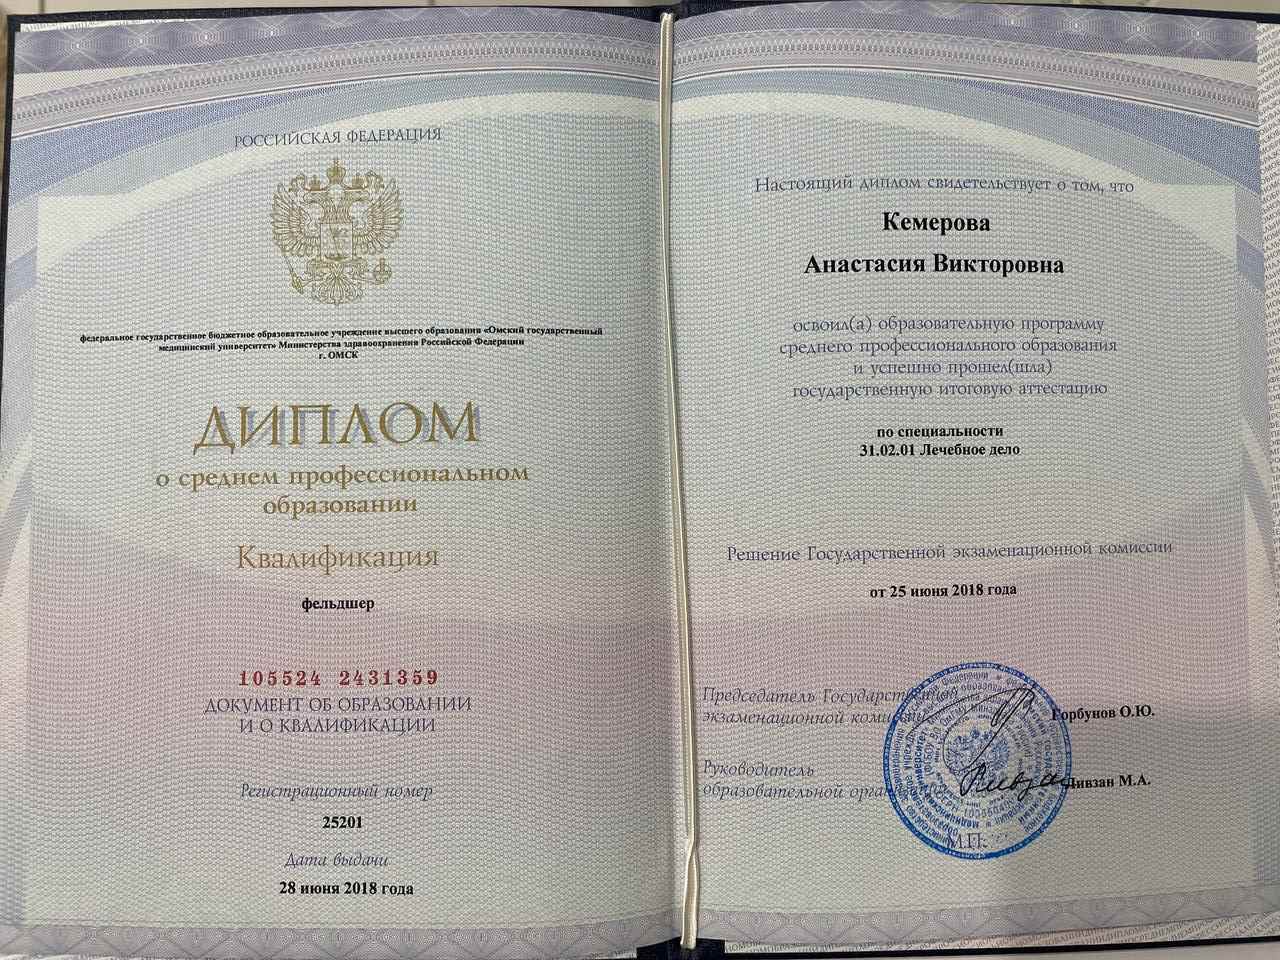 РОССИЙСКАЯ ФЕДЕРАЦИЯ
федеральное государственное бюджетное образовательное учреждение высшего образования «Омский государственный
медицинский университет» Министерства здравоохранения Российской Федерации
г. ОМСК
ДИПЛОМ
о среднем профессиональном
образовании
Квалификация
фельдшер
105524 2431359
ДОКУМЕНТ ОБ ОБРАЗОВАНИИ
И О КВАЛИФИКАЦИИ
Регистрационный номер
25201
Дата выдачи
28 июня 2018 года
Настоящий диплом свидетельствует о том, что
Кемерова
Анастасия Викторовна
освоил(а) образовательную программу
среднего профессионального образования
и успешно прошел(шла)
государственную итоговую аттестацию
по специальности
31.02.01 Лечебное дело
Решение Государственной экзаменационной комиссии
от 25 июня 2018 года
Председатель Государственной
экзаменационной комиссии
Горбунов О.Ю.
Руководитель
образовательной
Ливзан М.А.
М.П.